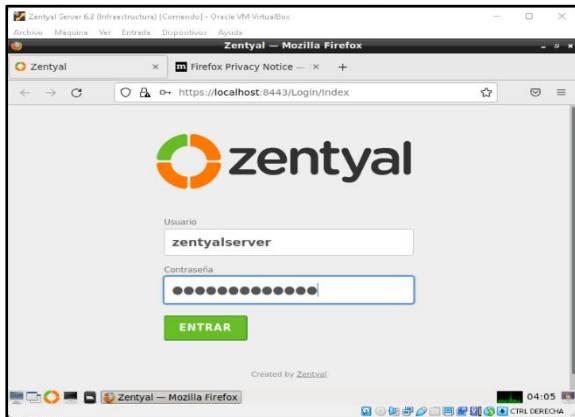 Zentyal Server 6.2 (Infraestructura) [Corriendo] - Oracle VM VirtualBox
Archivo Máquina Ver Entrada Dispositivos Ayuda
Zentyal — Mozilla Firefox
Zentyal × m Firefox Privacy Notice — × +
https://localhost:8443/Login/Index
zentyal
Usuario
zentyalserver
Contraseña
●●●●●●●●●●●●●
ENTRAR
Created by Zentyal
Zentyal — Mozilla Firefox 04:05
CTRL DERECHA